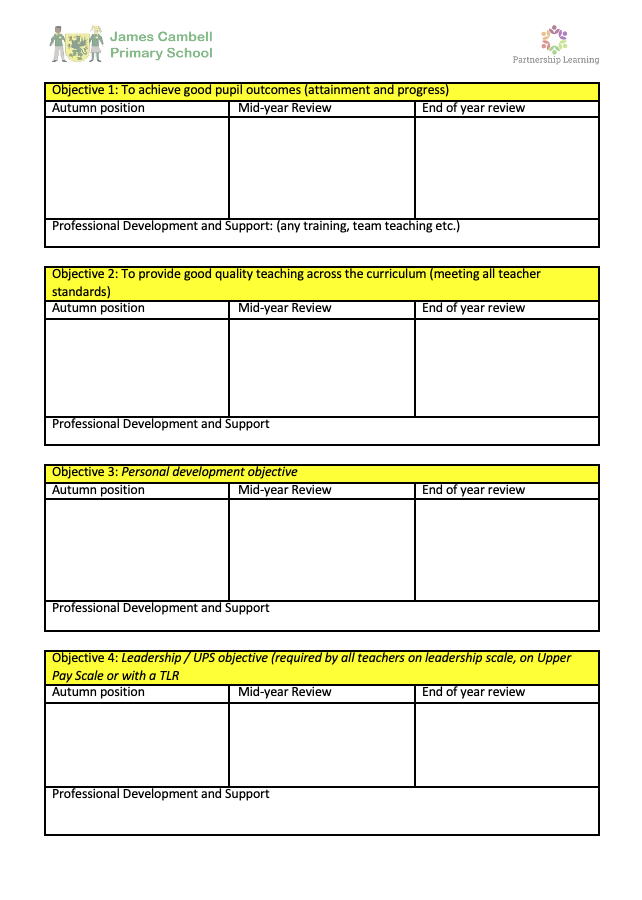 James Cambell
Primary School
Partnership Learning
Objective 1: To achieve good pupil outcomes (attainment and progress)
Autumn position Mid-year Review End of year review
Professional Development and Support: (any training, team teaching etc.)
Objective 2: To provide good quality teaching across the curriculum (meeting all teacher
standards)
Autumn position Mid-year Review End of year review
Professional Development and Support
Objective 3: Personal development objective
Autumn position Mid-year Review End of year review
Professional Development and Support
Objective 4: Leadership / UPS objective (required by all teachers on leadership scale, on Upper
Pay Scale or with a TLR
Autumn position Mid-year Review End of year review
Professional Development and Support